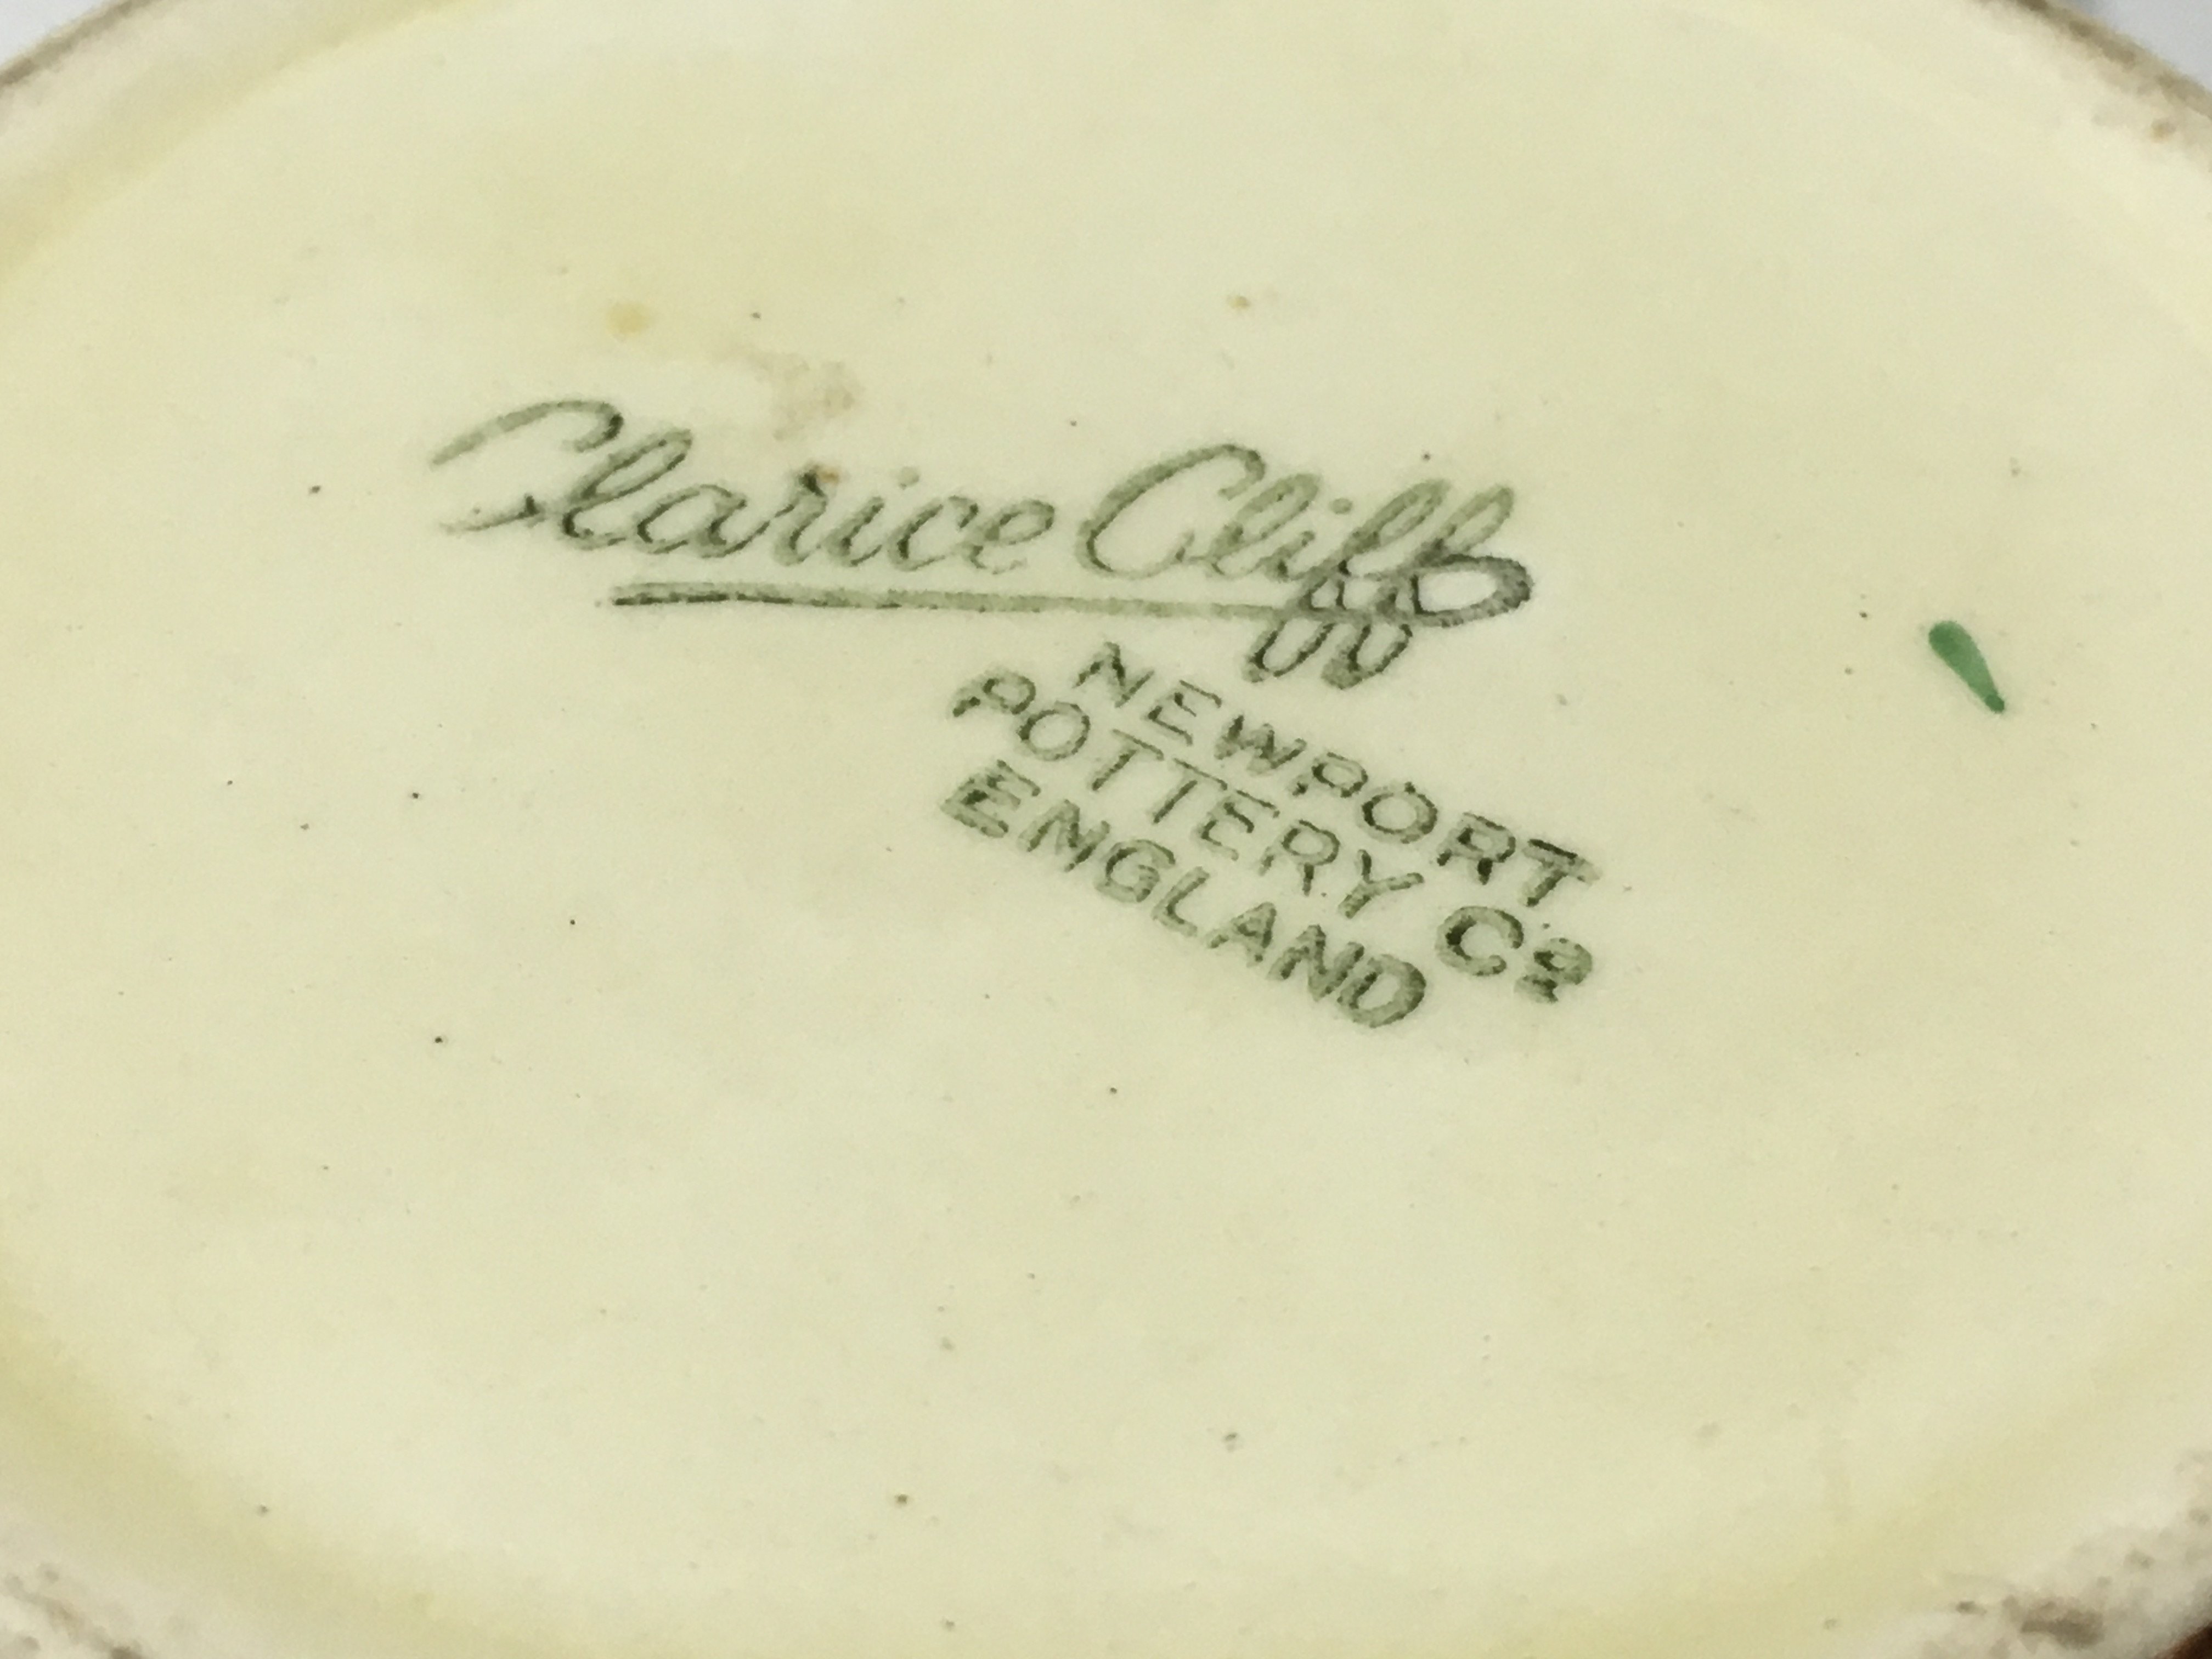 Clarice Cliff
NEWPORT
POTTERY Cº
ENGLAND